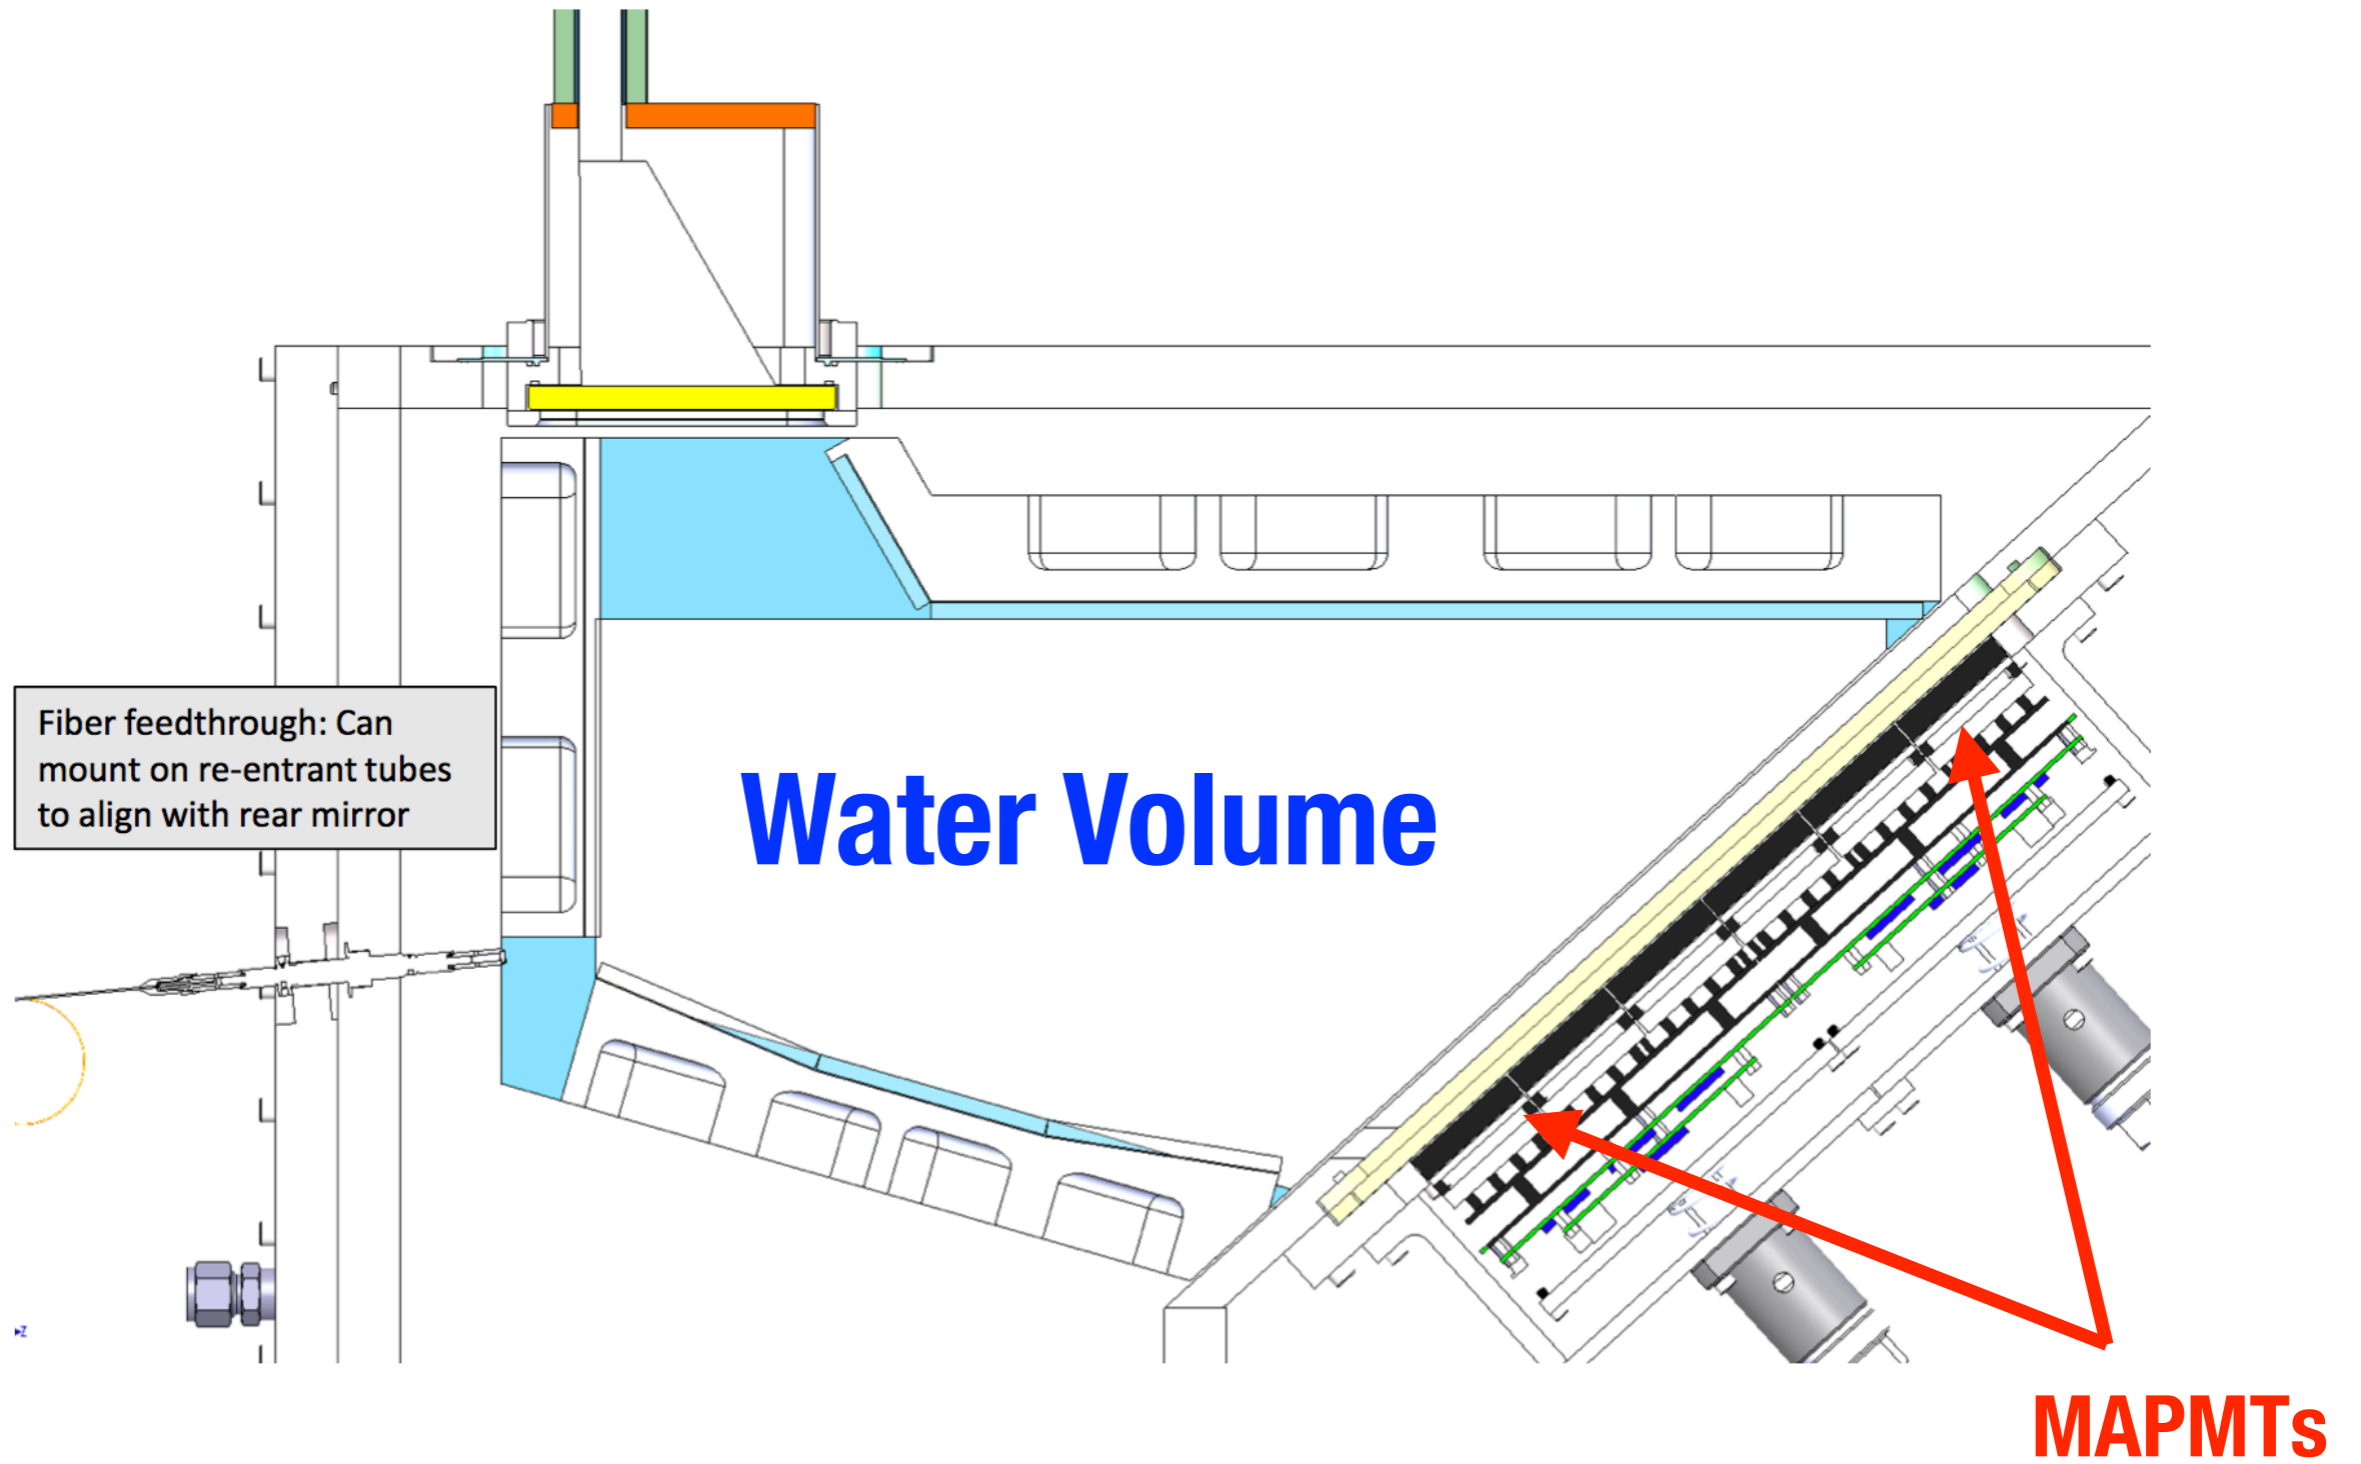 Fiber feedthrough: Can
mount on re-entrant tubes
to align with rear mirror
Water Volume
Z
MAPMTs